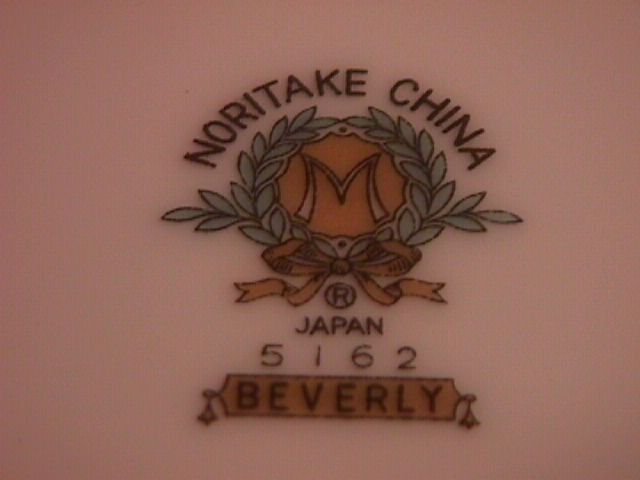 NORITAKE CHINA
M
®
JAPAN
5162
BEVERLY